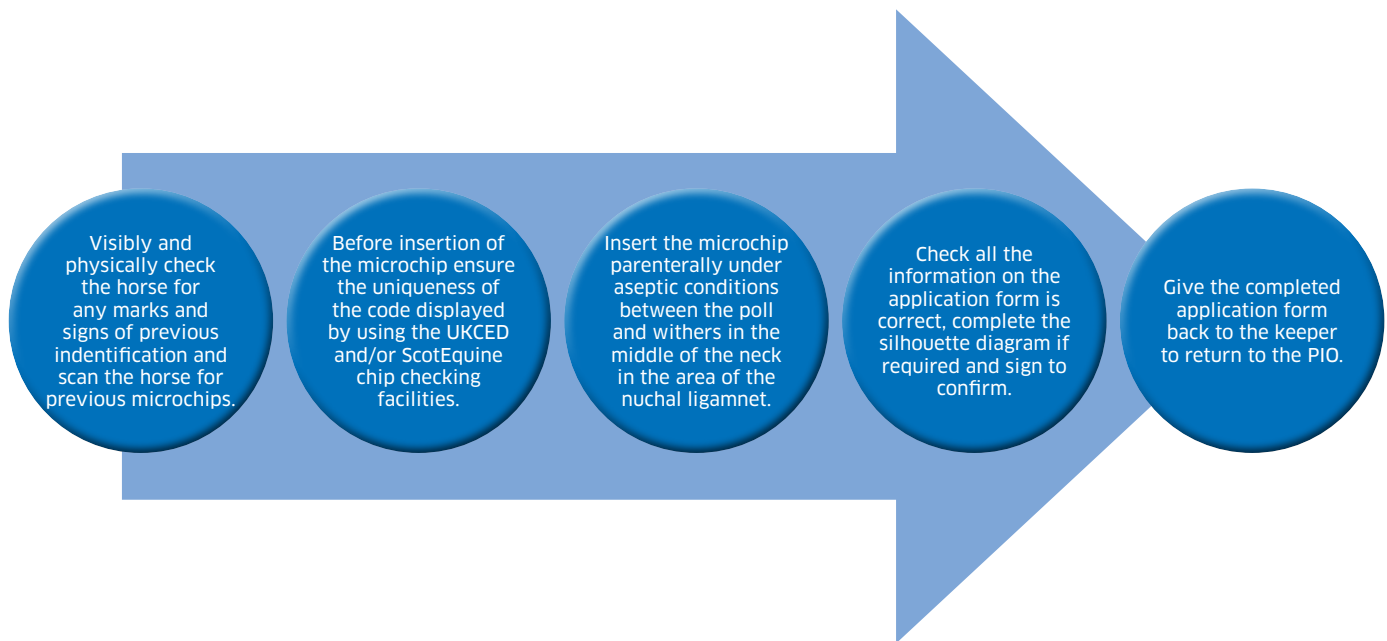 Visibly and
physically check
the horse for
any marks and
signs of previous
indentification and
scan the horse for
previous microchips.
Before insertion of
the microchip ensure
the uniqueness of
the code displayed
by using the UKCED
and/or ScotEquine
chip checking
facilities.
Insert the microchip
parenterally under
aseptic conditions
between the poll
and withers in the
middle of the neck
in the area of the
nuchal ligamnet.
Check all the
information on the
application form is
correct, complete the
silhouette diagram if
required and sign to
confirm.
Give the completed
application form
back to the keeper
to return to the PIO.